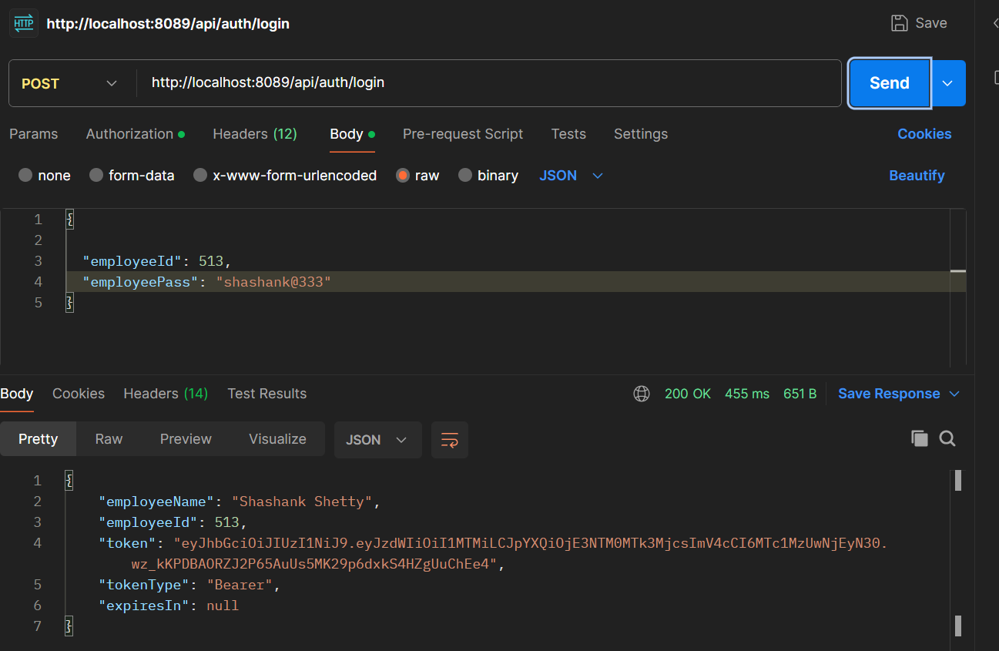 HTTP http://localhost:8089/api/auth/login Save
POST http://localhost:8089/api/auth/login Send
Params Authorization Headers (12) Body Pre-request Script Tests Settings Cookies
none form-data x-www-form-urlencoded raw binary JSON Beautify
1 {
2
3 "employeeId": 513,
4 "employeePass": "shashank@333"
5 }
Body Cookies Headers (14) Test Results 200 OK 455 ms 651 B Save Response
Pretty Raw Preview Visualize JSON
1 {
2 "employeeName": "Shashank Shetty",
3 "employeeId": 513,
4 "token": "eyJhbGciOiJIUzI1NiJ9.eyJzdWIiOiI1MTMiLCJpYXQiOjE3NTM0MTk3MjcsImV4cCI6MTc1MzUwNjEyN30.
wz_kKPDBAORZJ2P65AuUs5MK29p6dxkS4HZgUuChEe4",
5 "tokenType": "Bearer",
6 "expiresIn": null
7 }